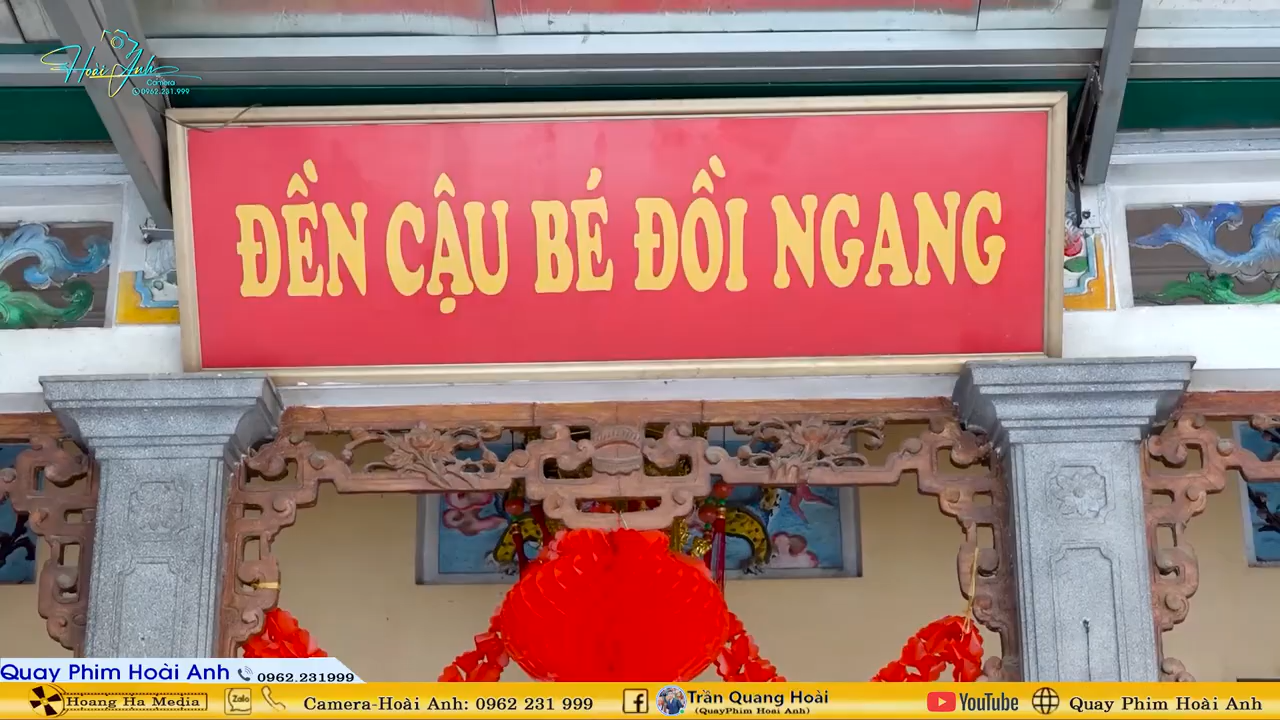 Hoài Anh
Camera
0962.231.999
ĐỀN CẬU BÉ ĐỒI NGANG
Quay Phim Hoài Anh 0962.231999
Hoang Ha Media Zalo Camera-Hoài Anh: 0962 231 999 Trần Quang Hoài YouTube Quay Phim Hoài Anh
(QuayPhim Hoài Anh)